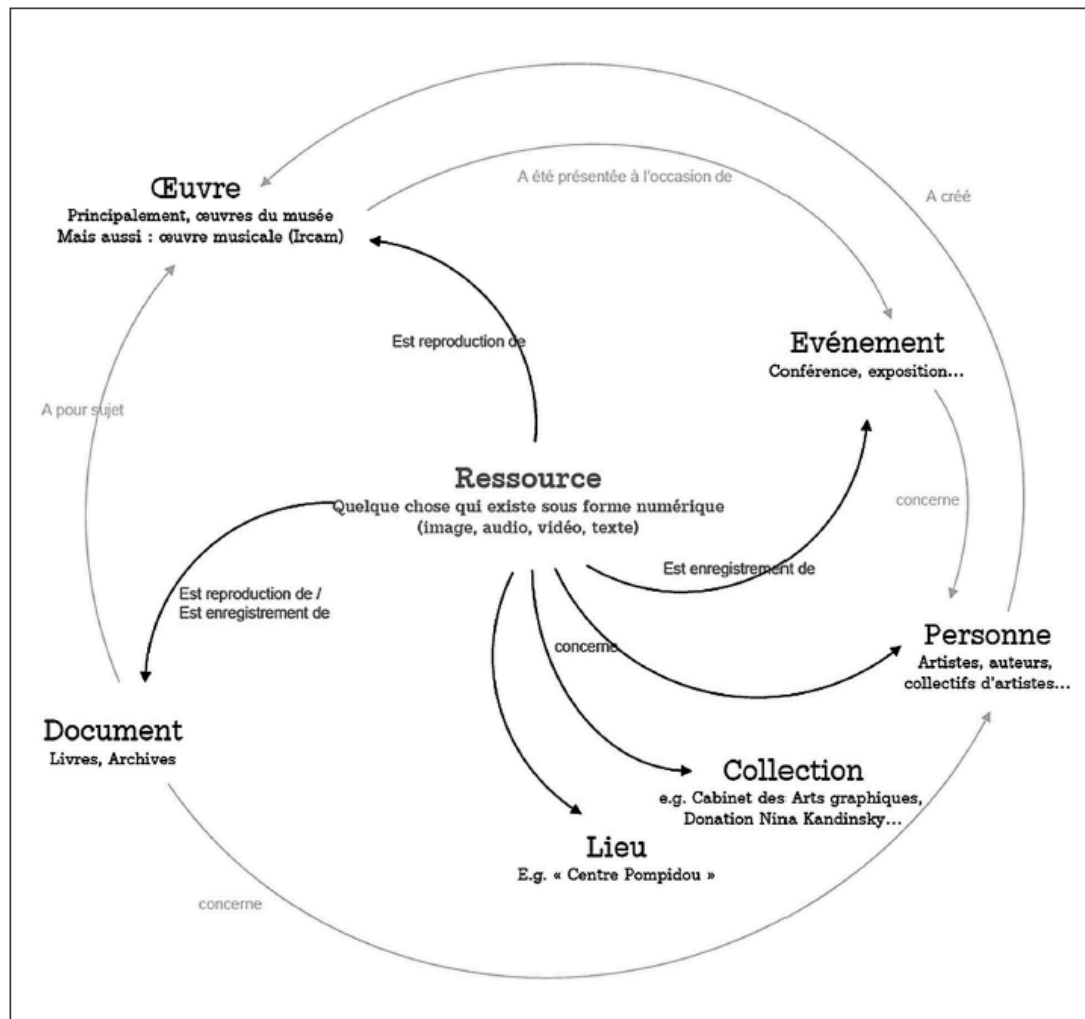 Œuvre
Principalement, œuvres du musée
Mais aussi : œuvre musicale (Ircam)
A été présentée à l'occasion de
A créé
Est reproduction de
Evénement
Conférence, exposition...
A pour sujet
Ressource
Quelque chose qui existe sous forme numérique
(image, audio, vidéo, texte)
concerne
Est enregistrement de
Est reproduction de /
Est enregistrement de
concerne
Personne
Artistes, auteurs,
collectifs d'artistes...
Document
Livres, Archives
Collection
e.g. Cabinet des Arts graphiques,
Donation Nina Kandinsky...
Lieu
E.g. « Centre Pompidou »
concerne